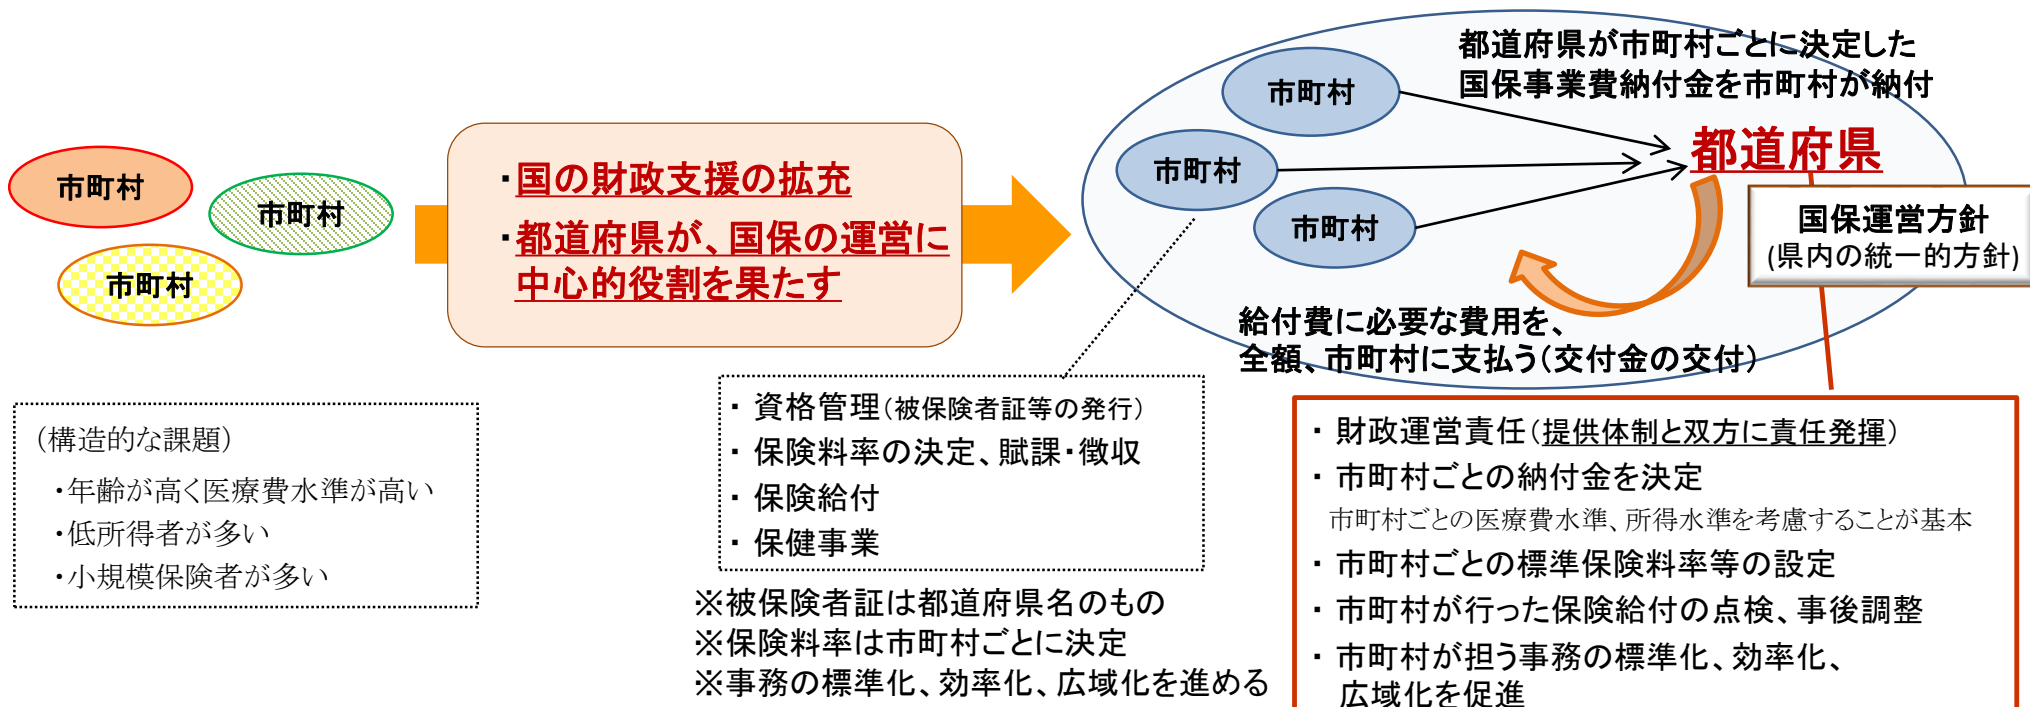 市町村
市町村
市町村
（構造的な課題）
・年齢が高く医療費水準が高い
・低所得者が多い
・小規模保険者が多い
・国の財政支援の拡充
・都道府県が、国保の運営に
中心的役割を果たす
都道府県が市町村ごとに決定した
国保事業費納付金を市町村が納付
市町村
市町村
市町村
都道府県
国保運営方針
(県内の統一的方針)
給付費に必要な費用を、
全額、市町村に支払う（交付金の交付）
・ 資格管理（被保険者証等の発行）
・ 保険料率の決定、賦課・徴収
・ 保険給付
・ 保健事業
※被保険者証は都道府県名のもの
※保険料率は市町村ごとに決定
※事務の標準化、効率化、広域化を進める
・ 財政運営責任（提供体制と双方に責任発揮）
・ 市町村ごとの納付金を決定
市町村ごとの医療費水準、所得水準を考慮することが基本
・ 市町村ごとの標準保険料率等の設定
・ 市町村が行った保険給付の点検、事後調整
・ 市町村が担う事務の標準化、効率化、
広域化を促進